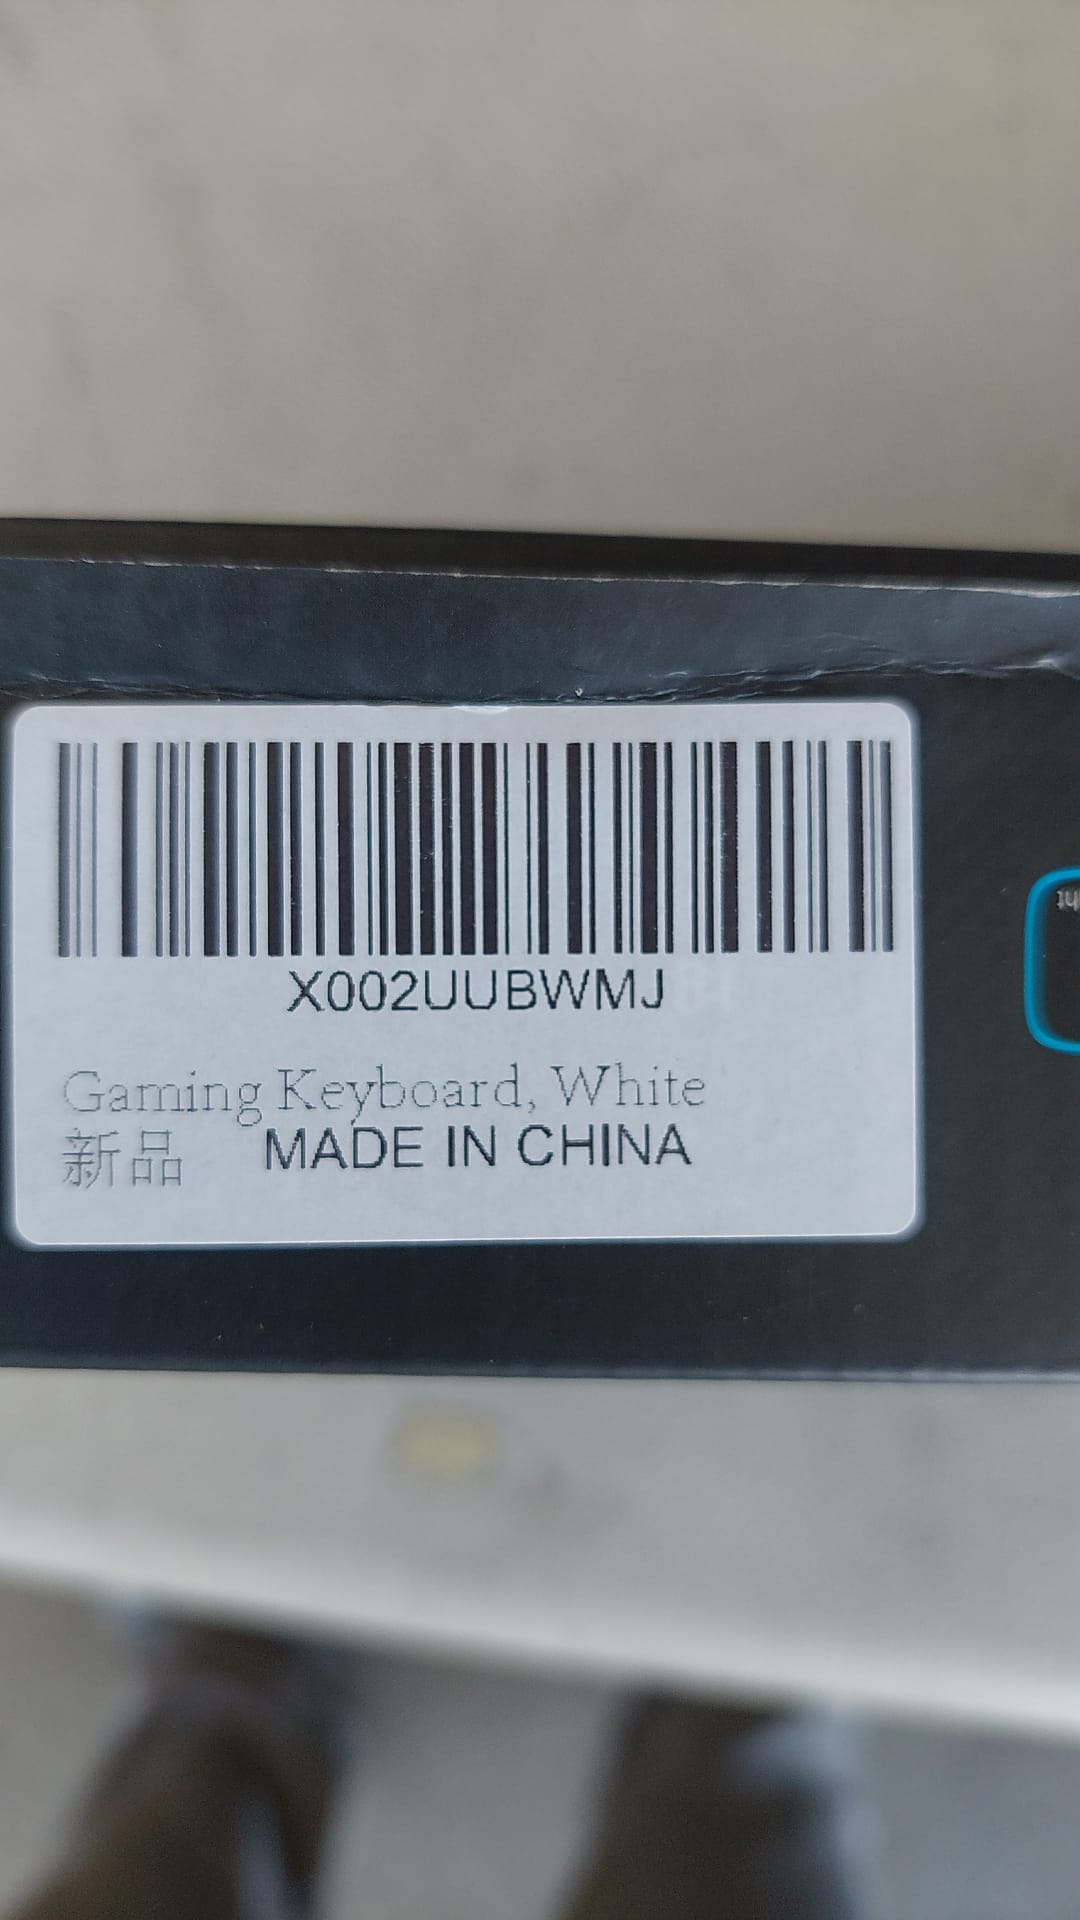 X002UUBWMJ
Gaming Keyboard, White
新品 MADE IN CHINA